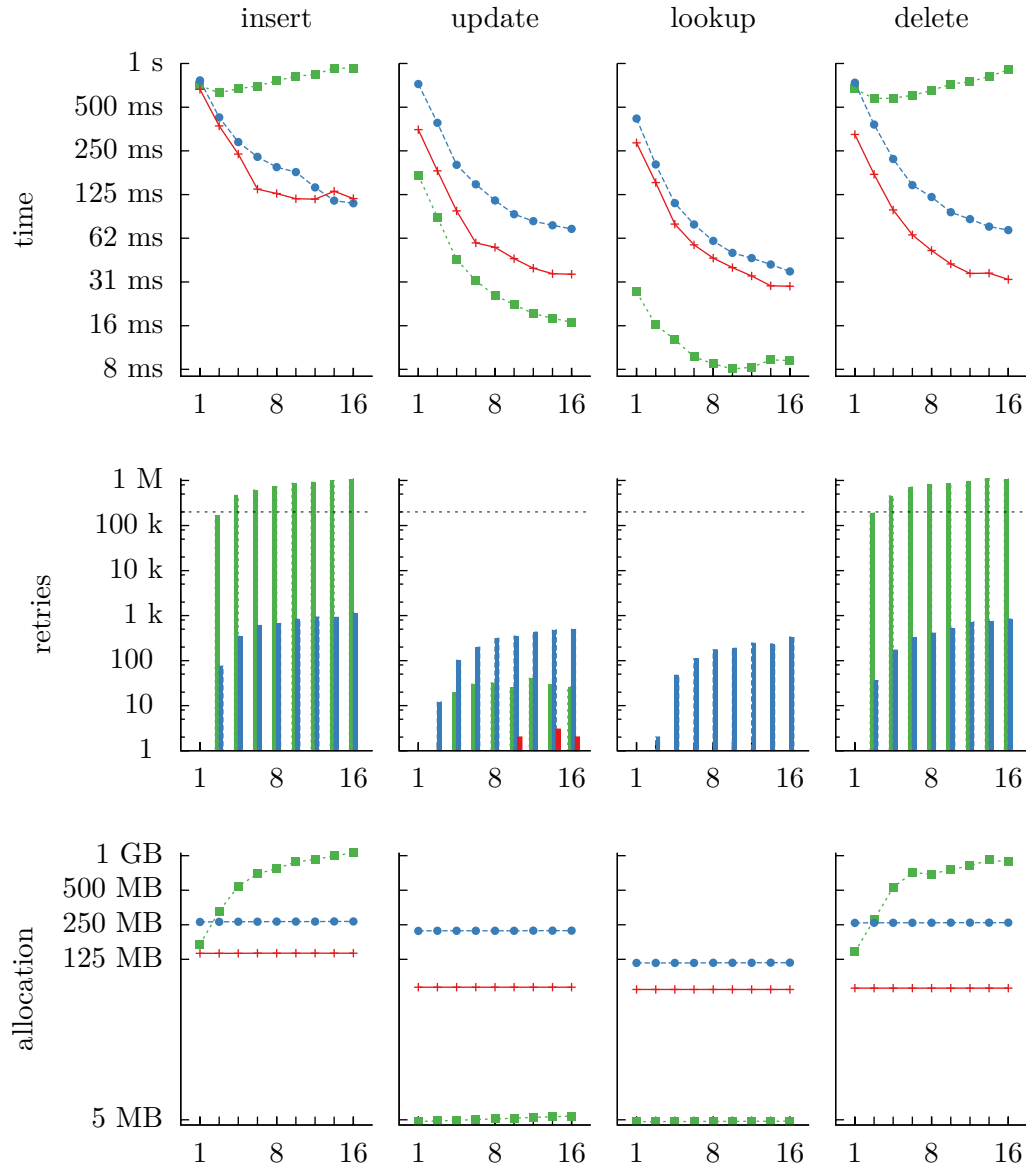 insert update lookup delete
time
1 s
500 ms
250 ms
125 ms
62 ms
31 ms
16 ms
8 ms
1 8 16 1 8 16 1 8 16 1 8 16
retries
1 M
100 k
10 k
1 k
100
10
1
1 8 16 1 8 16 1 8 16 1 8 16
allocation
1 GB
500 MB
250 MB
125 MB
5 MB
1 8 16 1 8 16 1 8 16 1 8 16